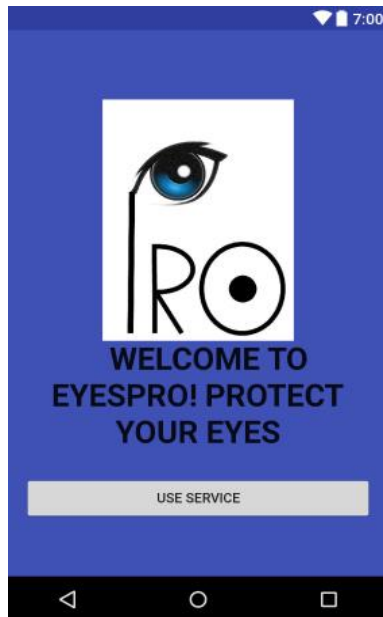 7:00
PRO
WELCOME TO
EYESPRO! PROTECT
YOUR EYES
USE SERVICE